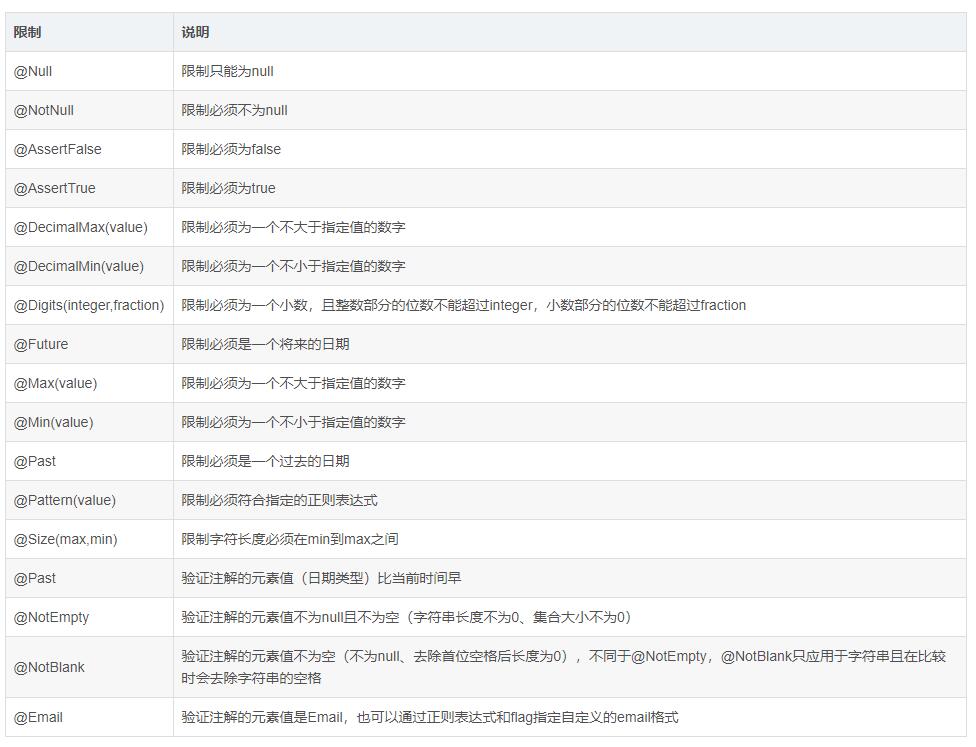 限制 说明
@Null 限制只能为null
@NotNull 限制必须不为null
@AssertFalse 限制必须为false
@AssertTrue 限制必须为true
@DecimalMax(value) 限制必须为一个不大于指定值的数字
@DecimalMin(value) 限制必须为一个不小于指定值的数字
@Digits(integer,fraction) 限制必须为一个小数，且整数部分的位数不能超过integer，小数部分的位数不能超过fraction
@Future 限制必须是一个将来的日期
@Max(value) 限制必须为一个不大于指定值的数字
@Min(value) 限制必须为一个不小于指定值的数字
@Past 限制必须是一个过去的日期
@Pattern(value) 限制必须符合指定的正则表达式
@Size(max,min) 限制字符长度必须在min到max之间
@Past 验证注解的元素值（日期类型）比当前时间早
@NotEmpty 验证注解的元素值不为null且不为空（字符串长度不为0、集合大小不为0）
@NotBlank 验证注解的元素值不为空（不为null、去除首位空格后长度为0），不同于@NotEmpty，@NotBlank只应用于字符串且在比较
时会去除字符串的空格
@Email 验证注解的元素值是Email，也可以通过正则表达式和flag指定自定义的email格式